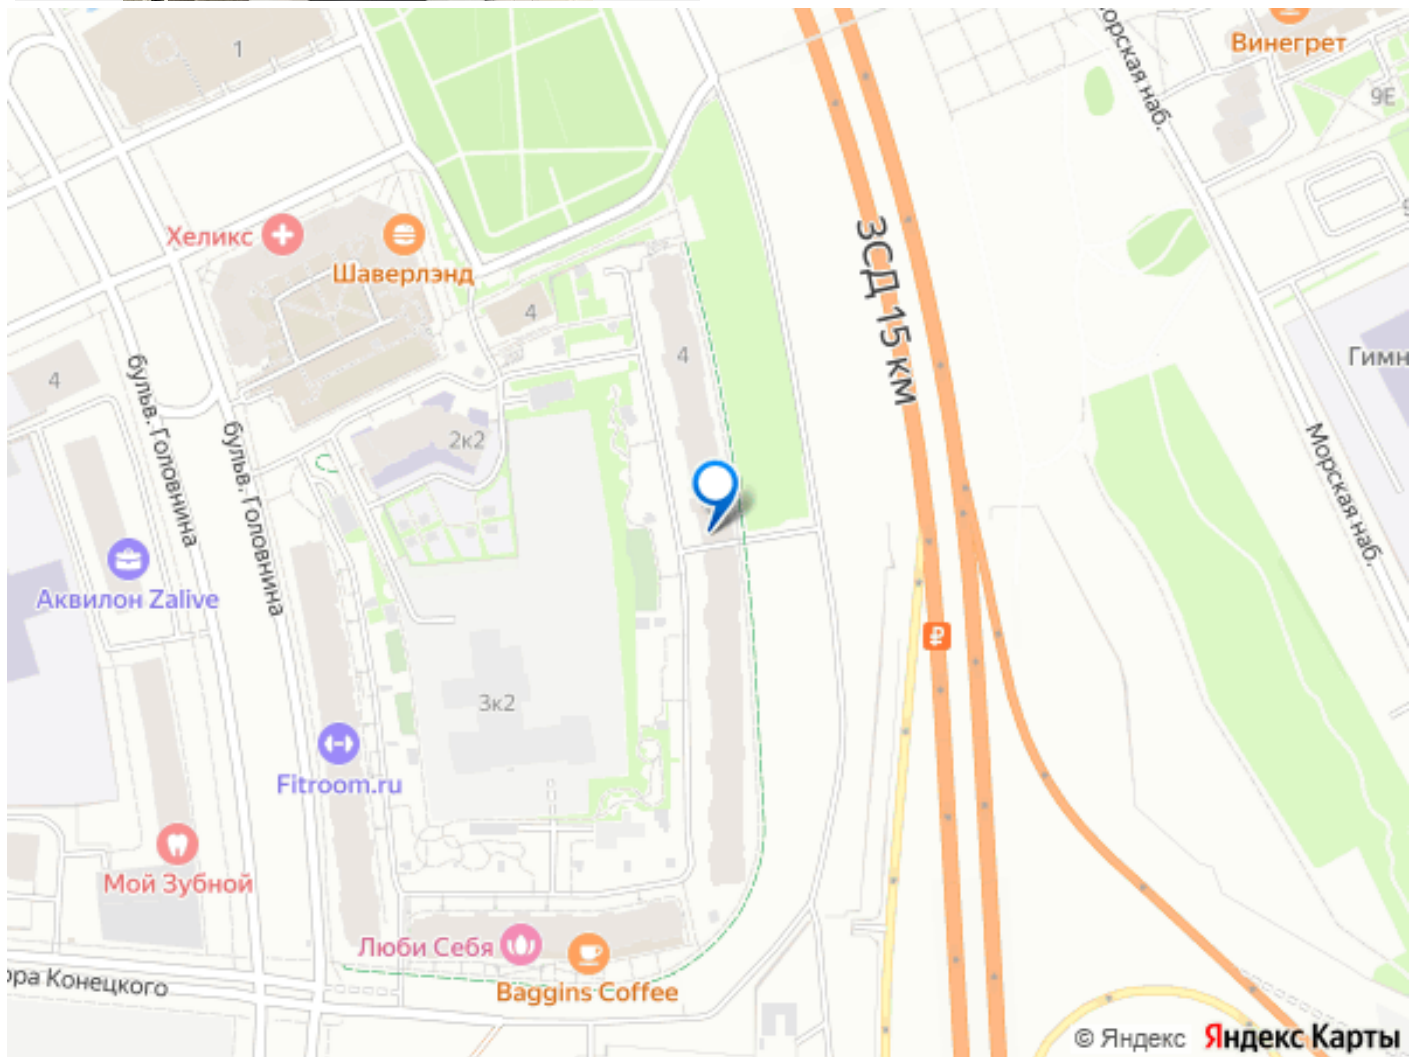 1
орская наб.
Винегрет
9Е
Хеликс
Шаверлэнд
ЗСД 15 км
4
4
4
Гимн
бульв. Головнина
бульв. Головнина
2к2
Морская наб.
Аквилон Zalive
3к2
Fitroom.ru
Мой Зубной
Люби Себя
Baggins Coffee
ора Конецкого
© Яндекс Яндекс Карты